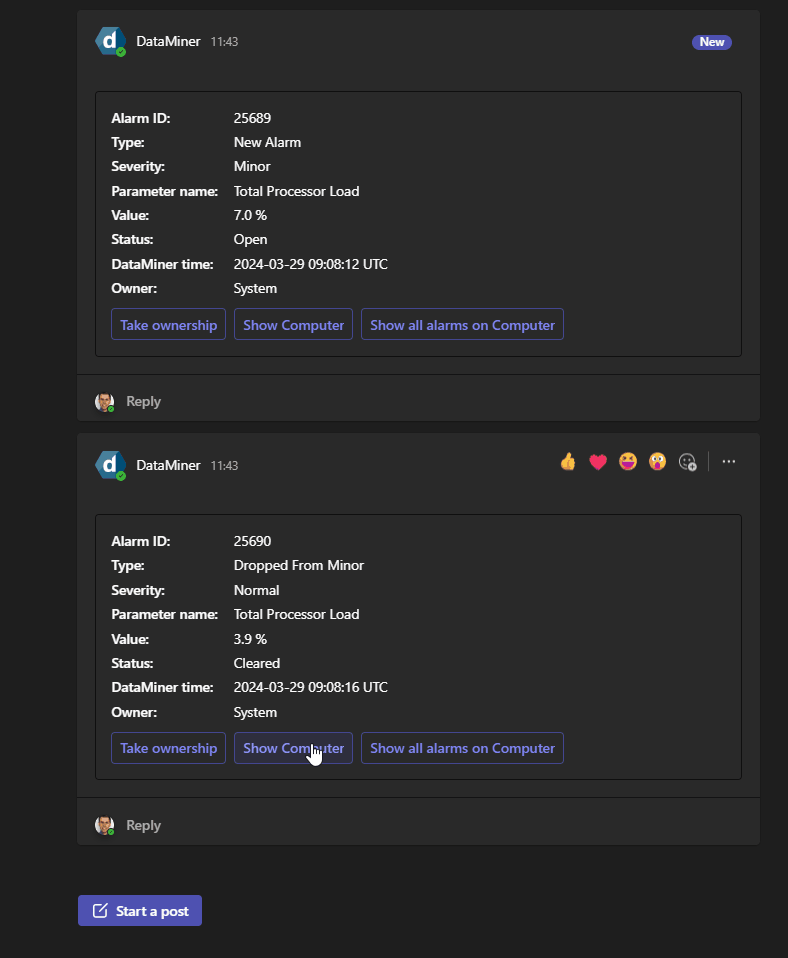 DataMiner 11:43 New
Alarm ID: 25689
Type: New Alarm
Severity: Minor
Parameter name: Total Processor Load
Value: 7.0 %
Status: Open
DataMiner time: 2024-03-29 09:08:12 UTC
Owner: System
Take ownership Show Computer Show all alarms on Computer
Reply
DataMiner 11:43
Alarm ID: 25690
Type: Dropped From Minor
Severity: Normal
Parameter name: Total Processor Load
Value: 3.9 %
Status: Cleared
DataMiner time: 2024-03-29 09:08:16 UTC
Owner: System
Take ownership Show Computer Show all alarms on Computer
Reply
Start a post